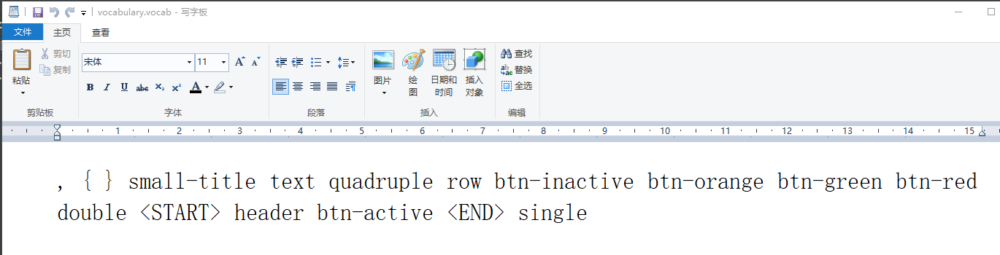 vocabulary.vocab - 写字板
文件 主页 查看
粘贴 剪切 复制
宋体 11
图片 绘图 日期和时间 插入对象
查找 替换 全选
剪贴板 字体 段落 插入 编辑
1 2 3 4 5 6 7 8 9 10 11 12 13 14 15
, { } small-title text quadruple row btn-inactive btn-orange btn-green btn-red
double <START> header btn-active <END> single